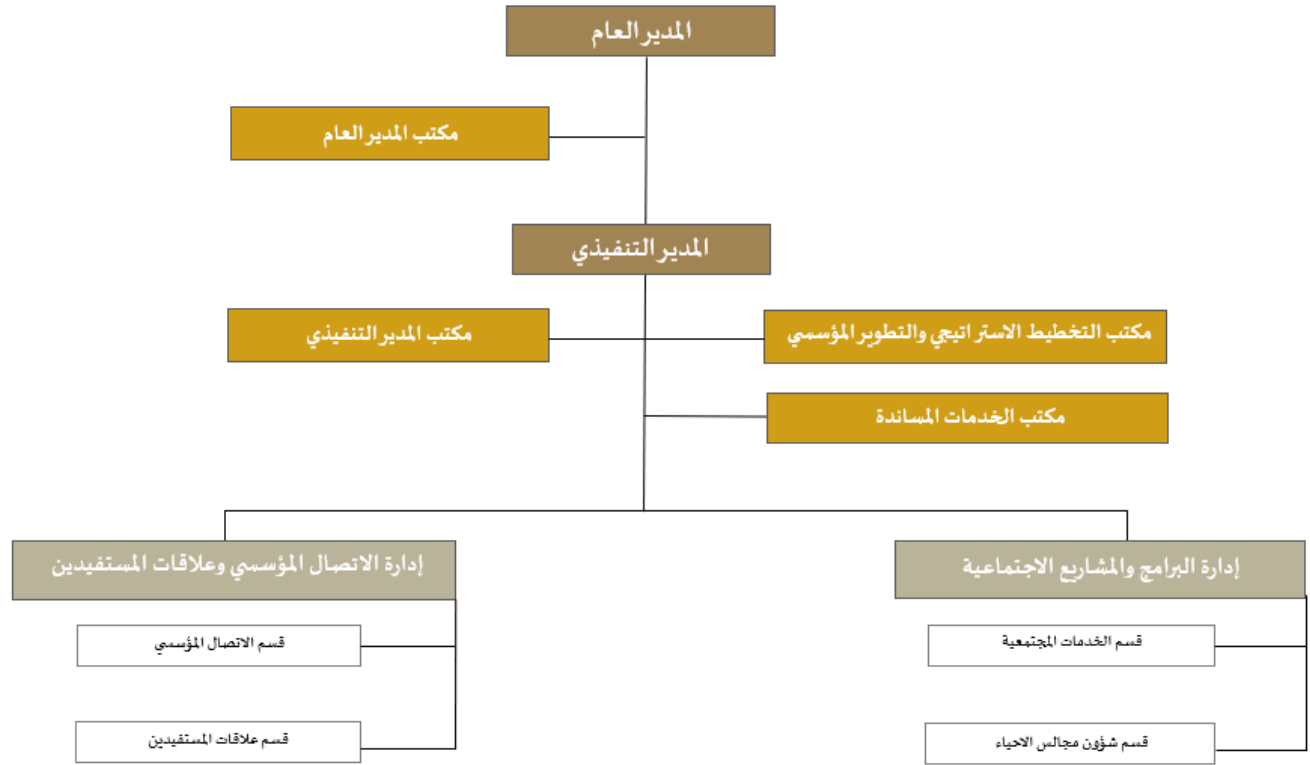 المدير العام
مكتب المدير العام
المدير التنفيذي
مكتب التخطيط الاستراتيجي والتطوير المؤسسي
مكتب المدير التنفيذي
مكتب الخدمات المساندة
إدارة البرامج والمشاريع الاجتماعية
إدارة الاتصال المؤسسي وعلاقات المستفيدين
قسم الخدمات المجتمعية
قسم الاتصال المؤسسي
قسم شؤون مجالس الاحياء
قسم علاقات المستفيدين